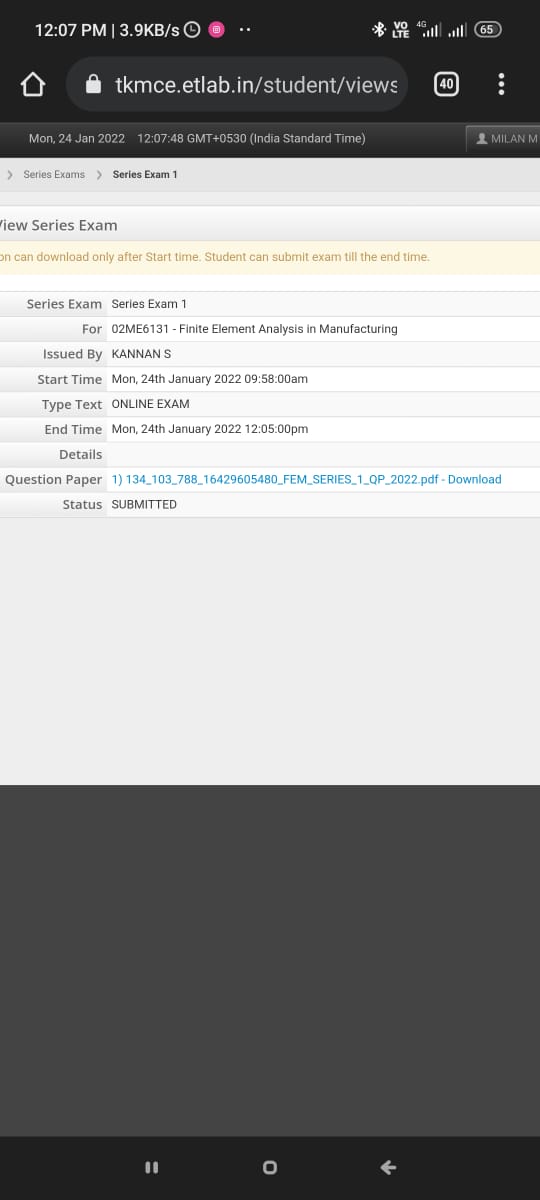 12:07 PM | 3.9KB/s
VO LTE 4G 65
tkmce.etlab.in/student/views
40
Mon, 24 Jan 2022 12:07:48 GMT+0530 (India Standard Time) MILAN M
Series Exams Series Exam 1
View Series Exam
on can download only after Start time. Student can submit exam till the end time.
Series Exam Series Exam 1
For 02ME6131 - Finite Element Analysis in Manufacturing
Issued By KANNAN S
Start Time Mon, 24th January 2022 09:58:00am
Type Text ONLINE EXAM
End Time Mon, 24th January 2022 12:05:00pm
Details
Question Paper 1) 134_103_788_16429605480_FEM_SERIES_1_QP_2022.pdf - Download
Status SUBMITTED